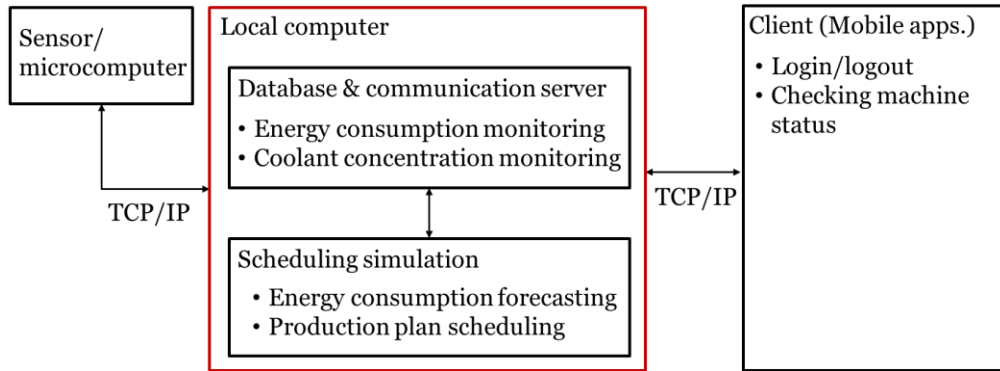 Sensor/
microcomputer
TCP/IP
Local computer
Database & communication server
• Energy consumption monitoring
• Coolant concentration monitoring
Scheduling simulation
• Energy consumption forecasting
• Production plan scheduling
TCP/IP
Client (Mobile apps.)
• Login/logout
• Checking machine
status